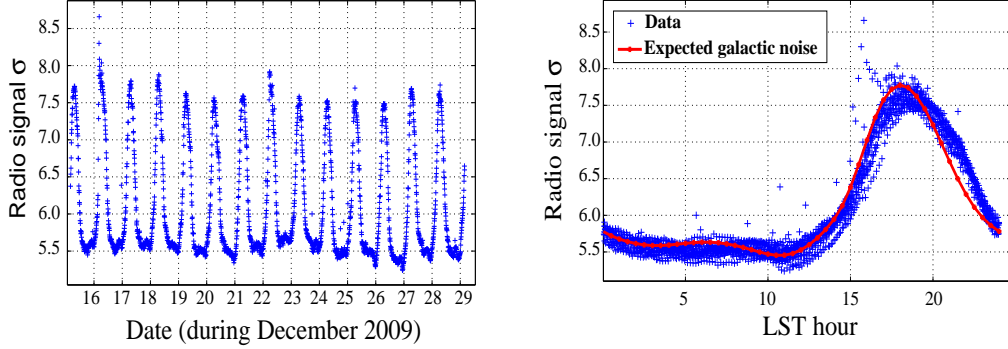 Radio signal σ
8.5
8.0
7.5
7.0
6.5
6.0
5.5
16 17 18 19 20 21 22 23 24 25 26 27 28 29
Date (during December 2009)
Radio signal σ
8.5
8.0
7.5
7.0
6.5
6.0
5.5
Data
Expected galactic noise
5 10 15 20
LST hour